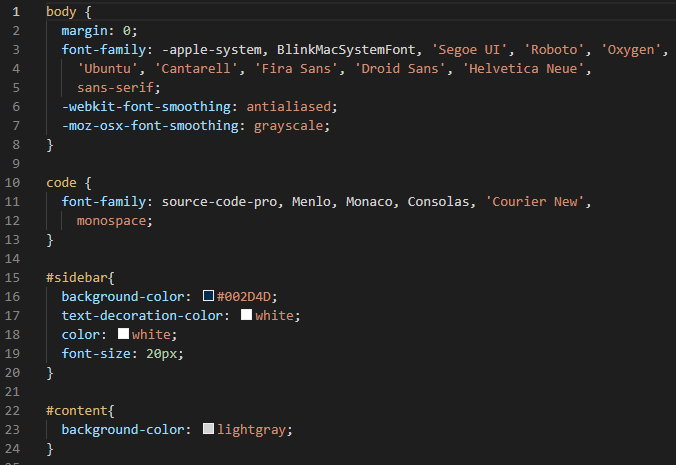 1 body {
2   margin: 0;
3   font-family: -apple-system, BlinkMacSystemFont, 'Segoe UI', 'Roboto', 'Oxygen',
4     'Ubuntu', 'Cantarell', 'Fira Sans', 'Droid Sans', 'Helvetica Neue',
5     sans-serif;
6   -webkit-font-smoothing: antialiased;
7   -moz-osx-font-smoothing: grayscale;
8 }
9
10 code {
11   font-family: source-code-pro, Menlo, Monaco, Consolas, 'Courier New',
12     monospace;
13 }
14
15 #sidebar{
16   background-color: #002D4D;
17   text-decoration-color: white;
18   color: white;
19   font-size: 20px;
20 }
21
22 #content{
23   background-color: lightgray;
24 }